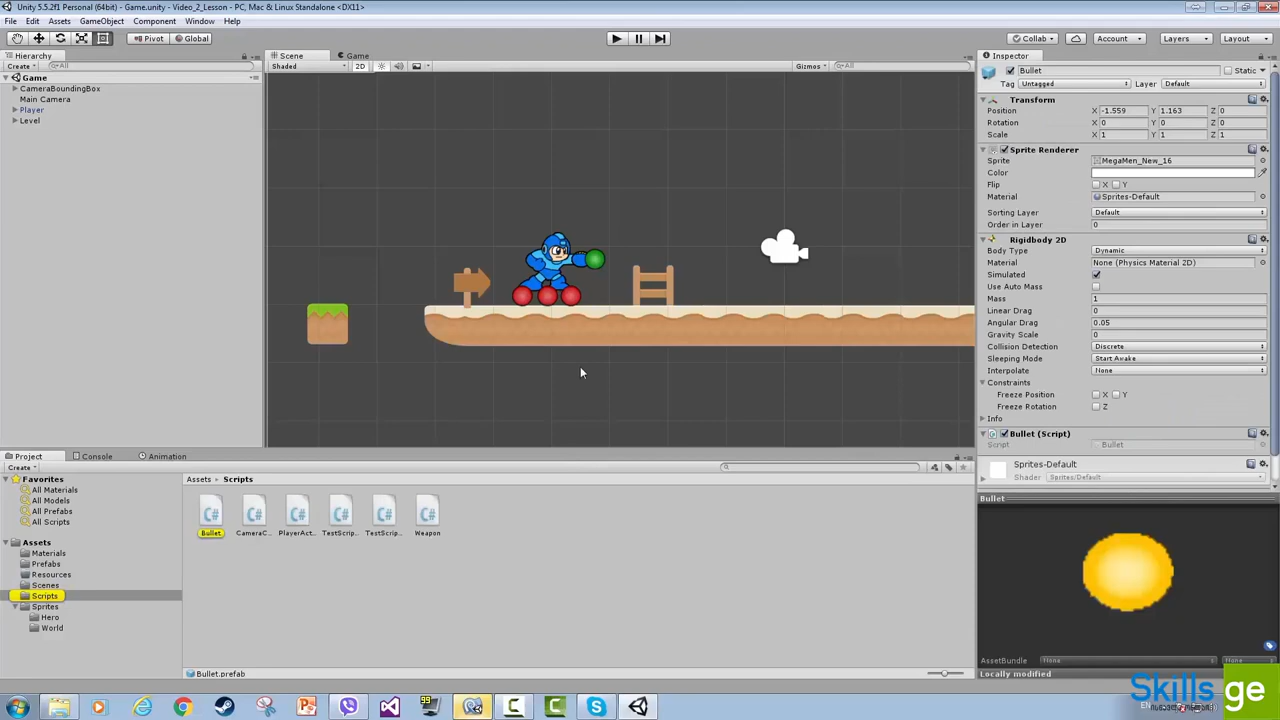 Unity 5.5.2f1 Personal (64bit) - Game.unity - Video_2_Lesson - PC, Mac & Linux Standalone <DX11>
File Edit Assets GameObject Component Window Help
Pivot Global Collab Account Layers Layout
Hierarchy
Create All
Game
CameraBoundingBox
Main Camera
Player
Level
Scene Game
Shaded 2D Gizmos All
Inspector
Bullet Static
Tag Untagged Layer Default
Transform
Position X -1.559 Y 1.163 Z 0
Rotation X 0 Y 0 Z 0
Scale X 1 Y 1 Z 1
Sprite Renderer
Sprite MegaMen_New_16
Color
Flip X Y
Material Sprites-Default
Sorting Layer Default
Order in Layer 0
Rigidbody 2D
Body Type Dynamic
Material None (Physics Material 2D)
Simulated
Use Auto Mass
Mass 1
Linear Drag 0
Angular Drag 0.05
Gravity Scale 0
Collision Detection Discrete
Sleeping Mode Start Awake
Interpolate None
Constraints
Freeze Position X Y
Freeze Rotation Z
Info
Bullet (Script)
Script Bullet
Sprites-Default
Shader Sprites/Default
Bullet
AssetBundle None None
Locally modified
Project Console Animation
Create
Favorites
All Materials
All Models
All Prefabs
All Scripts
Assets
Materials
Prefabs
Resources
Scenes
Scripts
Sprites
Hero
World
Assets Scripts
Bullet CameraC... PlayerAct... TestScrip... TestScrip... Weapon
Bullet.prefab
99
Skills ge